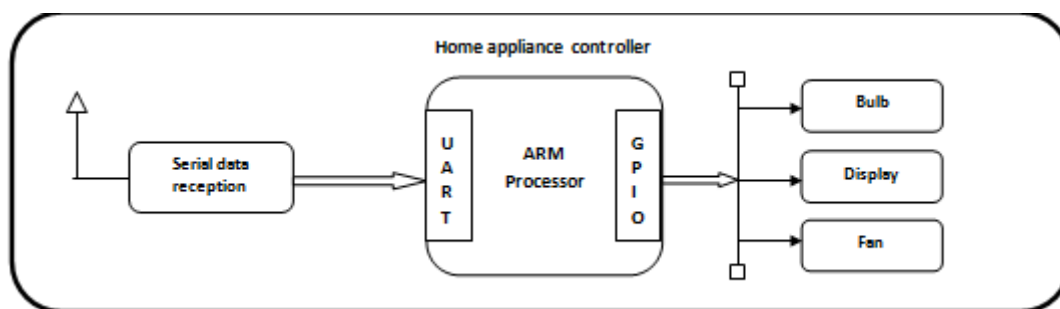 Home appliance controller
Serial data
reception
U
A
R
T
ARM
Processor
G
P
I
O
Bulb
Display
Fan